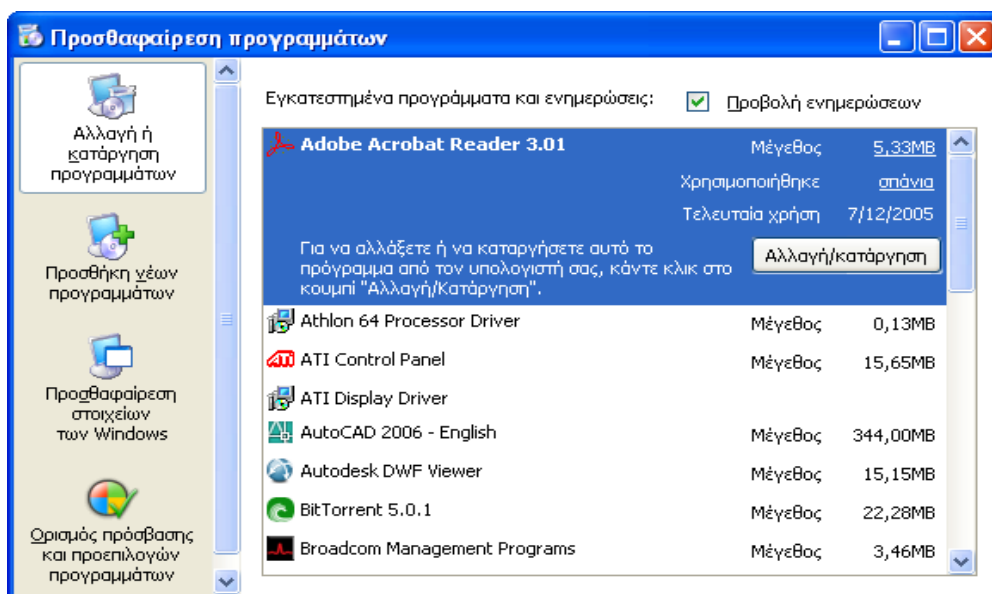 Προσθαφαίρεση προγραμμάτων
Αλλαγή ή
κατάργηση
προγραμμάτων
Προσθήκη νέων
προγραμμάτων
Προσθαφαίρεση
στοιχείων
των Windows
Ορισμός πρόσβασης
και προεπιλογών
προγραμμάτων
Εγκατεστημένα προγράμματα και ενημερώσεις: Προβολή ενημερώσεων
Adobe Acrobat Reader 3.01 Μέγεθος 5,33MB
Χρησιμοποιήθηκε σπάνια
Τελευταία χρήση 7/12/2005
Για να αλλάξετε ή να καταργήσετε αυτό το
πρόγραμμα από τον υπολογιστή σας, κάντε κλικ στο
κουμπί "Αλλαγή/Κατάργηση".
Αλλαγή/κατάργηση
Athlon 64 Processor Driver Μέγεθος 0,13MB
ATI Control Panel Μέγεθος 15,65MB
ATI Display Driver
AutoCAD 2006 - English Μέγεθος 344,00MB
Autodesk DWF Viewer Μέγεθος 15,15MB
BitTorrent 5.0.1 Μέγεθος 22,28MB
Broadcom Management Programs Μέγεθος 3,46MB